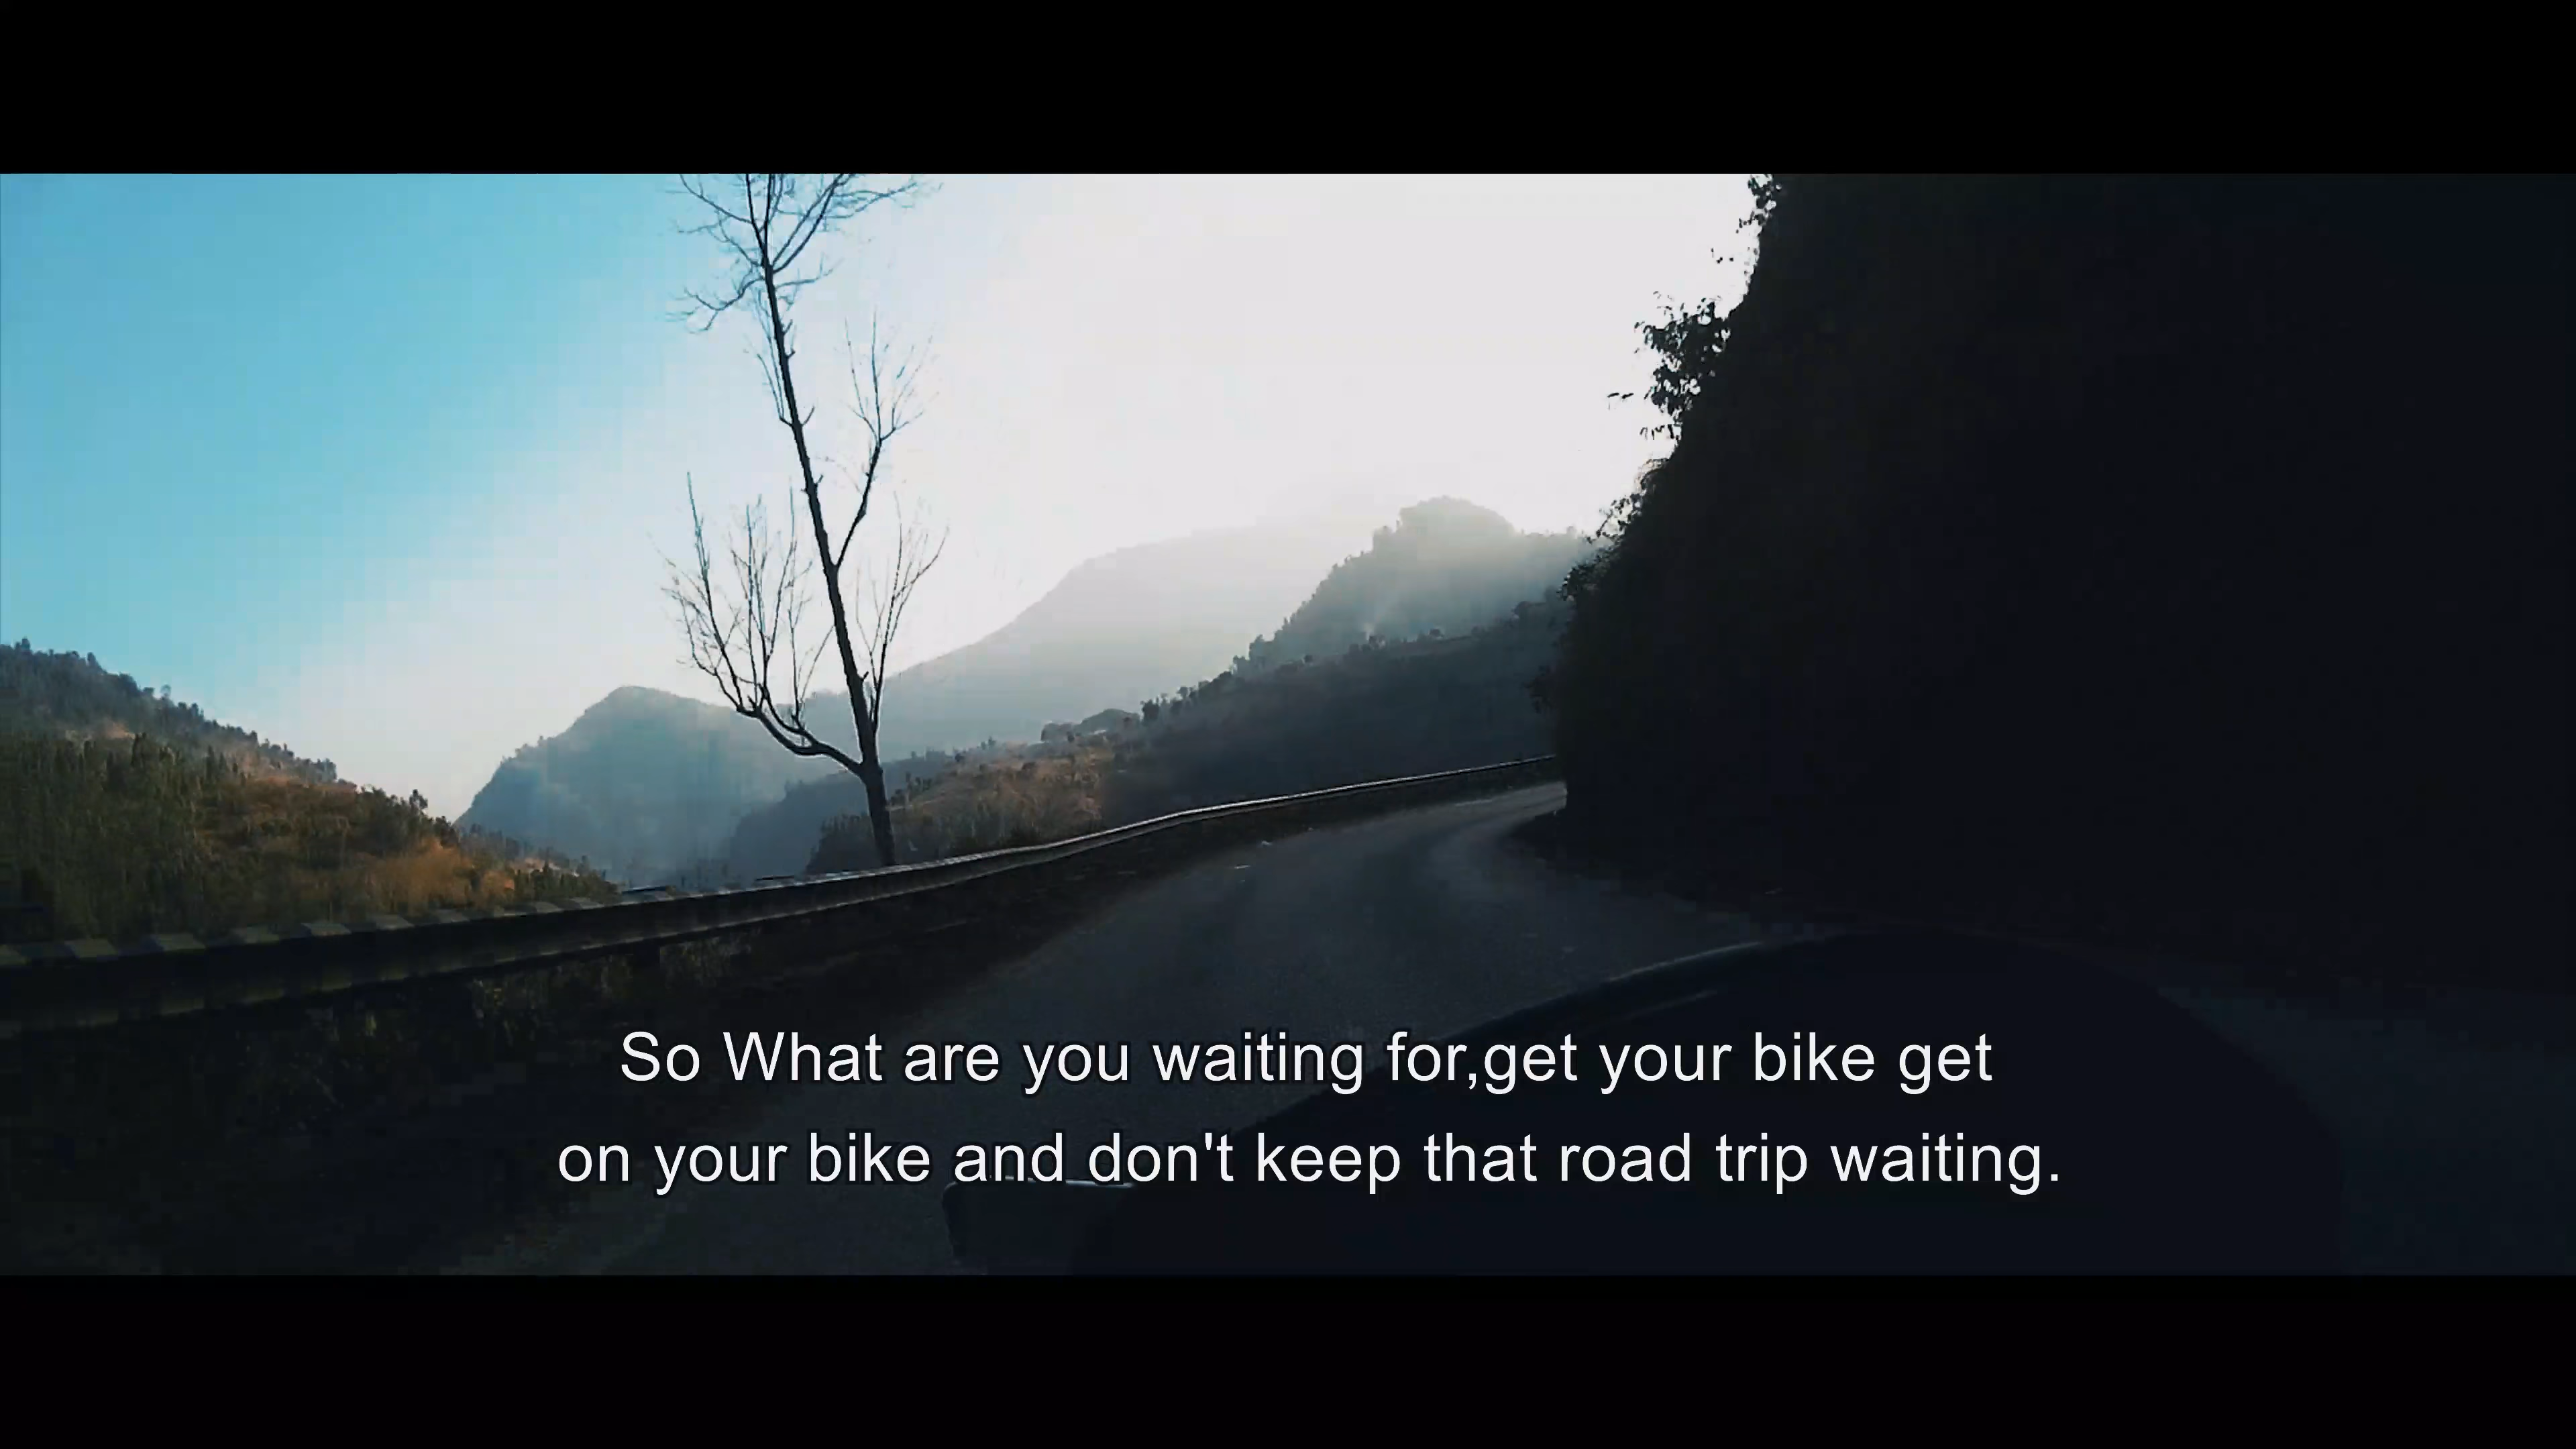 So What are you waiting for,get your bike get
on your bike and don't keep that road trip waiting.